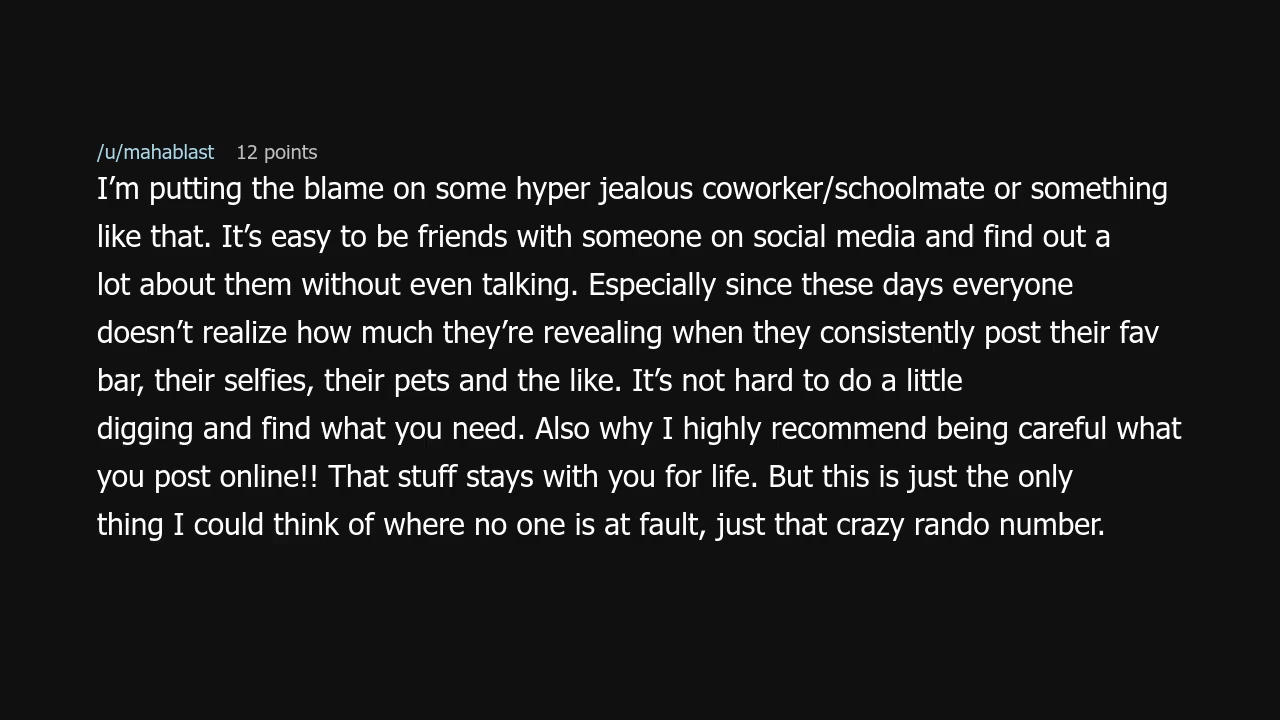 /u/mahablast 12 points
I’m putting the blame on some hyper jealous coworker/schoolmate or something
like that. It’s easy to be friends with someone on social media and find out a
lot about them without even talking. Especially since these days everyone
doesn’t realize how much they’re revealing when they consistently post their fav
bar, their selfies, their pets and the like. It’s not hard to do a little
digging and find what you need. Also why I highly recommend being careful what
you post online!! That stuff stays with you for life. But this is just the only
thing I could think of where no one is at fault, just that crazy rando number.